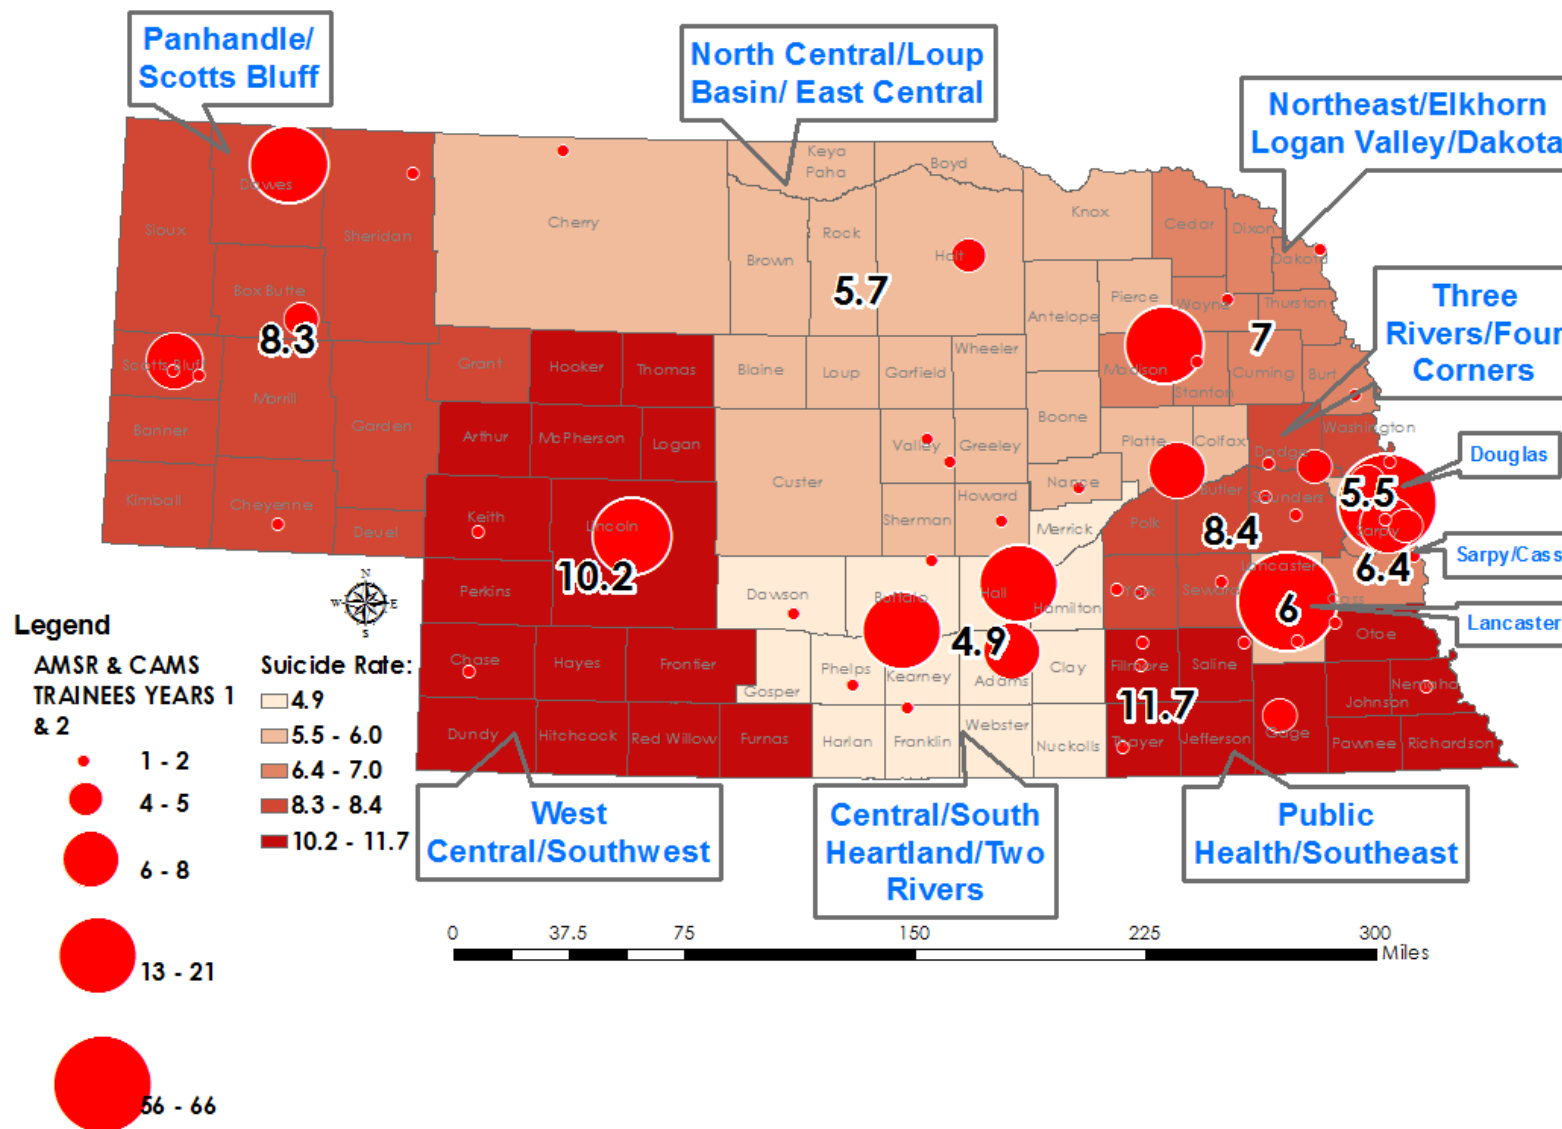 Panhandle/
Scotts Bluff
North Central/Loup
Basin/ East Central
Northeast/Elkhorn
Logan Valley/Dakota
Three
Rivers/Four
Corners
Douglas
Sarpy/Cass
Lancaster
Public
Health/Southeast
Central/South
Heartland/Two
Rivers
West
Central/Southwest
Sioux
Dawes
Sheridan
Box Butte
8.3
Scotts Bluff
Morrill
Banner
Garden
Kimball
Cheyenne
Deuel
Grant
Cherry
Keya
Paha
Boyd
Brown
Rock
Holt
5.7
Knox
Antelope
Pierce
Cedar
Dixon
Dakota
Wayne
Thurston
7
Madison
Stanton
Cuming
Burt
Hooker
Thomas
Blaine
Loup
Garfield
Wheeler
Boone
Arthur
McPherson
Logan
Custer
Valley
Greeley
Platte
Colfax
Dodge
Washington
Nance
Howard
Sherman
Merrick
Polk
Butler
Saunders
8.4
5.5
Sarpy
6.4
Cass
Keith
Lincoln
10.2
Perkins
Dawson
Buffalo
Hall
Hamilton
York
Seward
Lancaster
6
Otoe
4.9
Chase
Hayes
Frontier
Gosper
Phelps
Kearney
Adams
Clay
Fillmore
Saline
11.7
Gage
Johnson
Nemaha
Dundy
Hitchcock
Red Willow
Furnas
Harlan
Franklin
Webster
Nuckolls
Thayer
Jefferson
Pawnee
Richardson
N
W
E
S
Legend
AMSR & CAMS
TRAINEES YEARS 1
& 2
1 - 2
4 - 5
6 - 8
13 - 21
56 - 66
Suicide Rate:
4.9
5.5 - 6.0
6.4 - 7.0
8.3 - 8.4
10.2 - 11.7
0 37.5 75 150 225 300
Miles